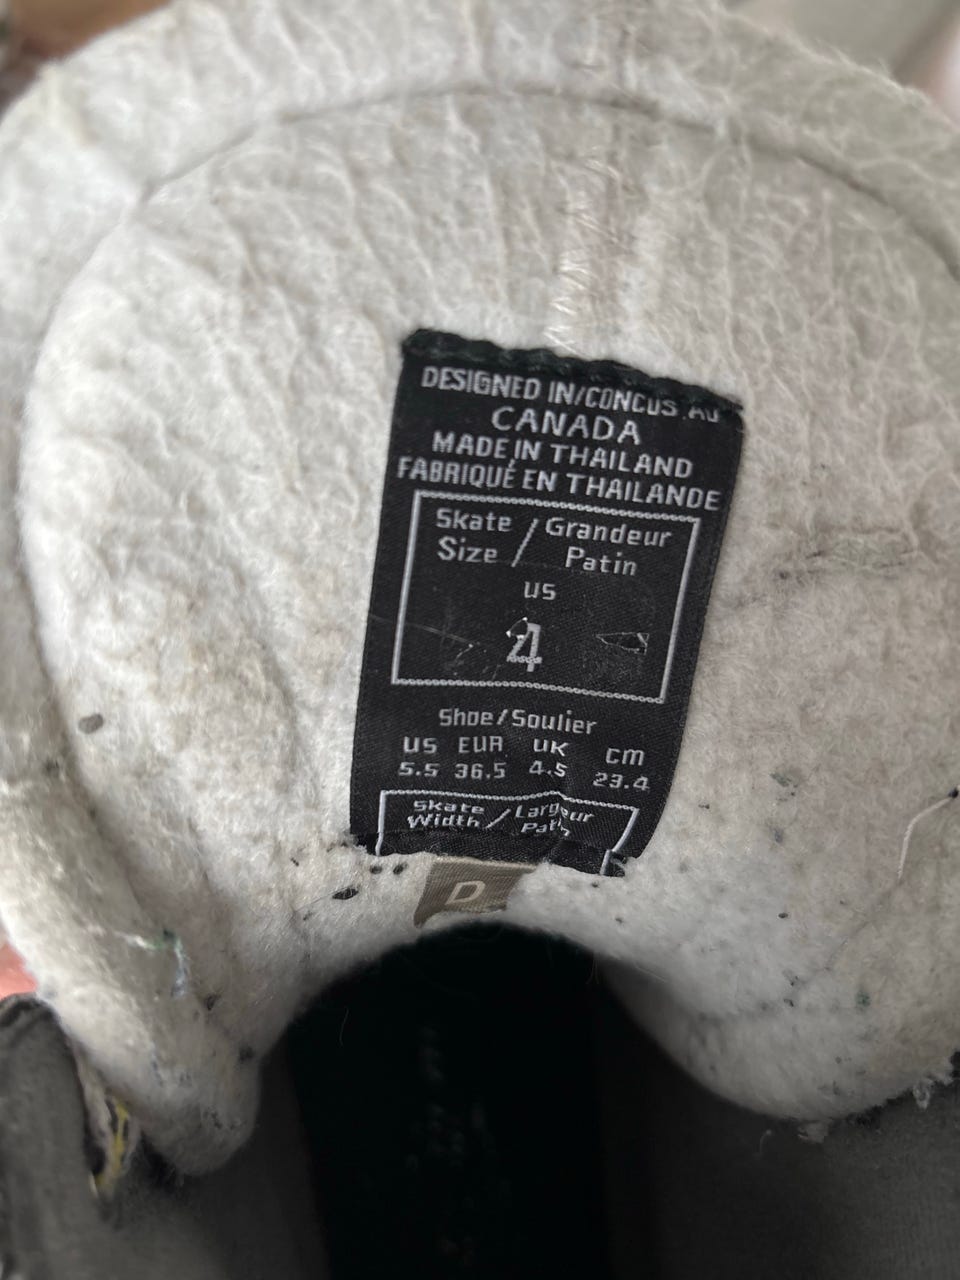 DESIGNED IN/CONCUS AU
CANADA
MADE IN THAILAND
FABRIQUÉ EN THAILANDE
Skate / Grandeur
Size / Patin
US
4
Shoe/Soulier
US EUR UK CM
5.5 36.5 4.5 23.4
Skate / Largeur
Width / Patin
D